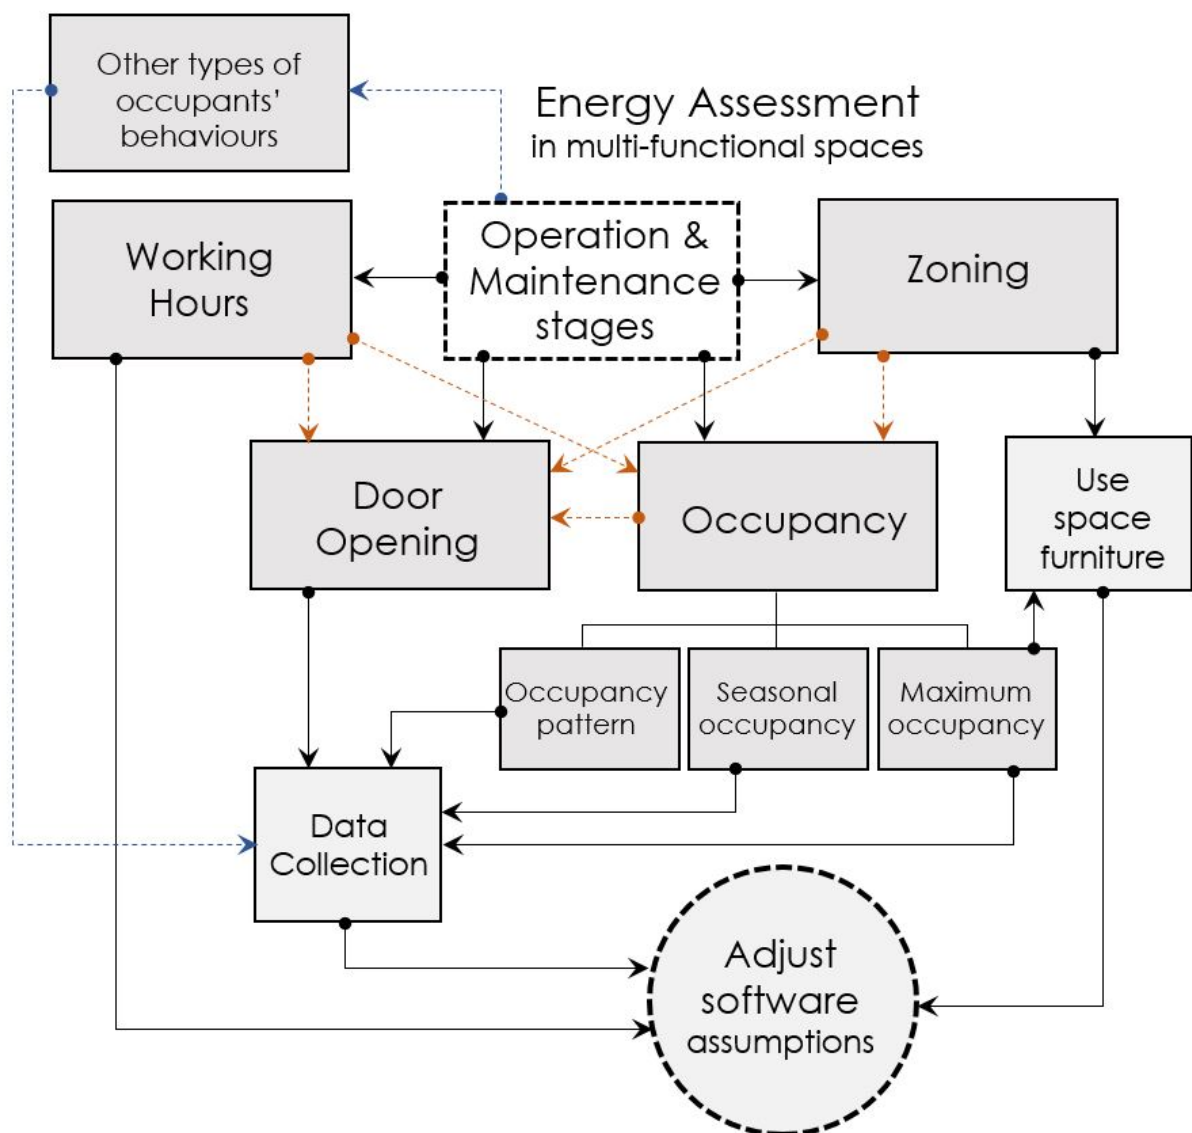 Other types of
occupants'
behaviours
Energy Assessment
in multi-functional spaces
Working
Hours
Operation &
Maintenance
stages
Zoning
Door
Opening
Occupancy
Use
space
furniture
Occupancy
pattern
Seasonal
occupancy
Maximum
occupancy
Data
Collection
Adjust
software
assumptions